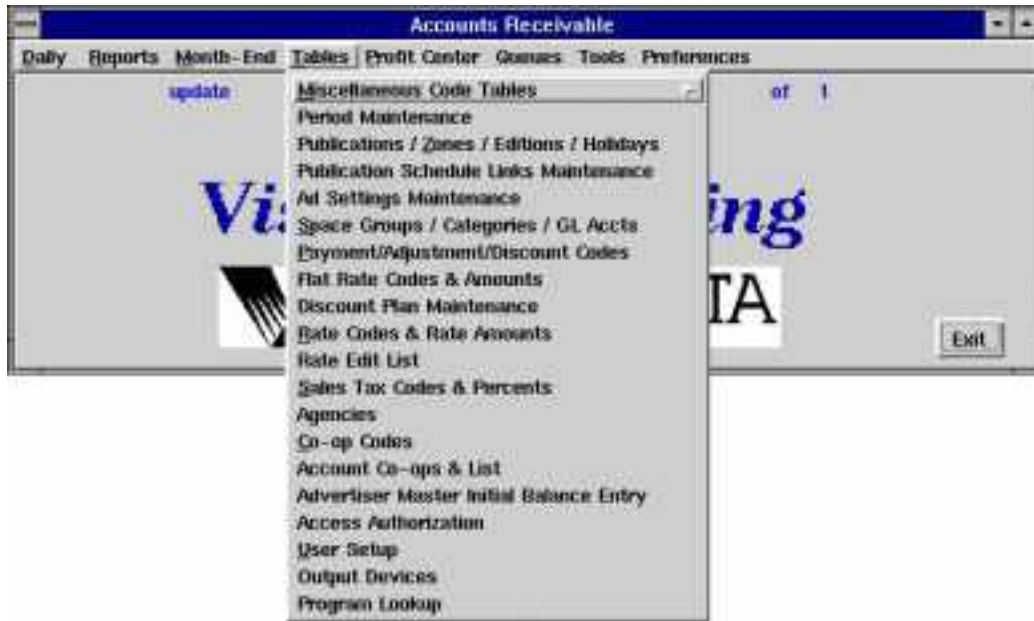 Accounts Receivable
Daily Reports Month-End Tables Profit Center Queues Tools Preferences
update of 1
Miscellaneous Code Tables
Period Maintenance
Publications / Zones / Editions / Holidays
Publication Schedule Links Maintenance
Ad Settings Maintenance
Space Groups / Categories / GL Accts
Payment/Adjustment/Discount Codes
Flat Rate Codes & Amounts
Discount Plan Maintenance
Rate Codes & Rate Amounts
Rate Edit List
Sales Tax Codes & Percents
Agencies
Co-op Codes
Account Co-ops & List
Advertiser Master Initial Balance Entry
Access Authorization
User Setup
Output Devices
Program Lookup
Vis ing
TA
Exit